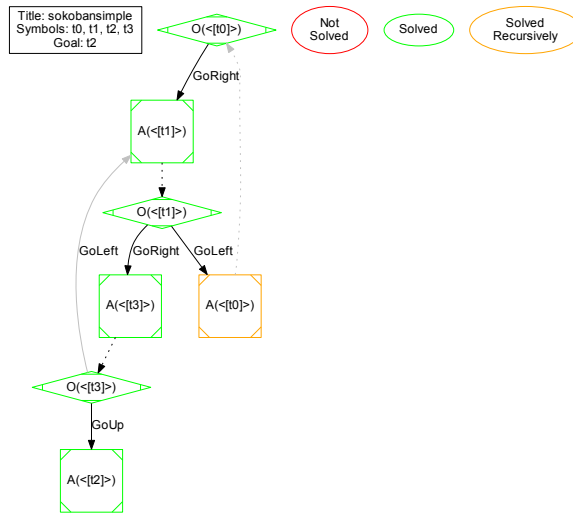 Title: sokobansimple
Symbols: t0, t1, t2, t3
Goal: t2
O(<[t0]>)
Not
Solved
Solved
Solved
Recursively
GoRight
A(<[t1]>)
O(<[t1]>)
GoLeft
GoRight
GoLeft
A(<[t3]>)
A(<[t0]>)
O(<[t3]>)
GoUp
A(<[t2]>)